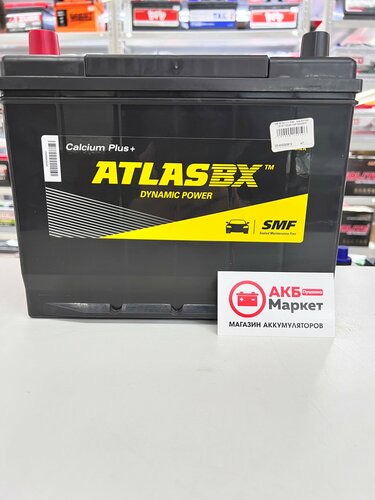 Calcium Plus+
ATLASBX™
DYNAMIC POWER
SMF
Sealed Maintenance Free
АКБ
Маркет
МАГАЗИН АККУМУЛЯТОРОВ